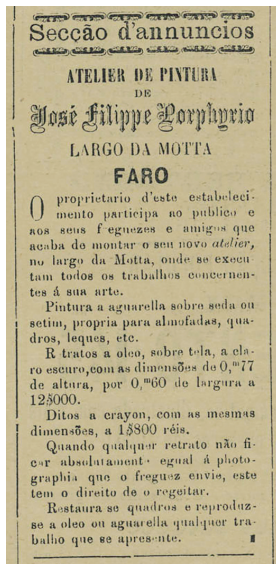 Secção d'annuncios
ATELIER DE PINTURA
DE
José Filippe Porphyrio
LARGO DA MOTTA
FARO
O proprietario d'este estabeleci-
mento participa ao publico e
aos seus f eguezes e amigos que
acaba de montar o seu novo atelier,
no largo da Motta, onde se execu-
tam todos os trabalhos concernen-
tes á sua arte.
Pintura a aguarella sobre seda ou
setim, propria para almofadas, qua-
dros, leques, etc.
R tratos a oleo, sobre tela, a cla-
ro escuro, com as dimensões de 0,m77
de altura, por 0,m60 de largura a
12$000.
Ditos a crayon, com as mesmas
dimensões, a 1$800 réis.
Quando qualquer retrato não fi-
car absolutament egual á photo-
graphia que o freguez envie, este
tem o direito de o regeitar.
Restaura se quadros e reproduz-
se a oleo ou aguarella qualquer tra-
balho que se apresente.